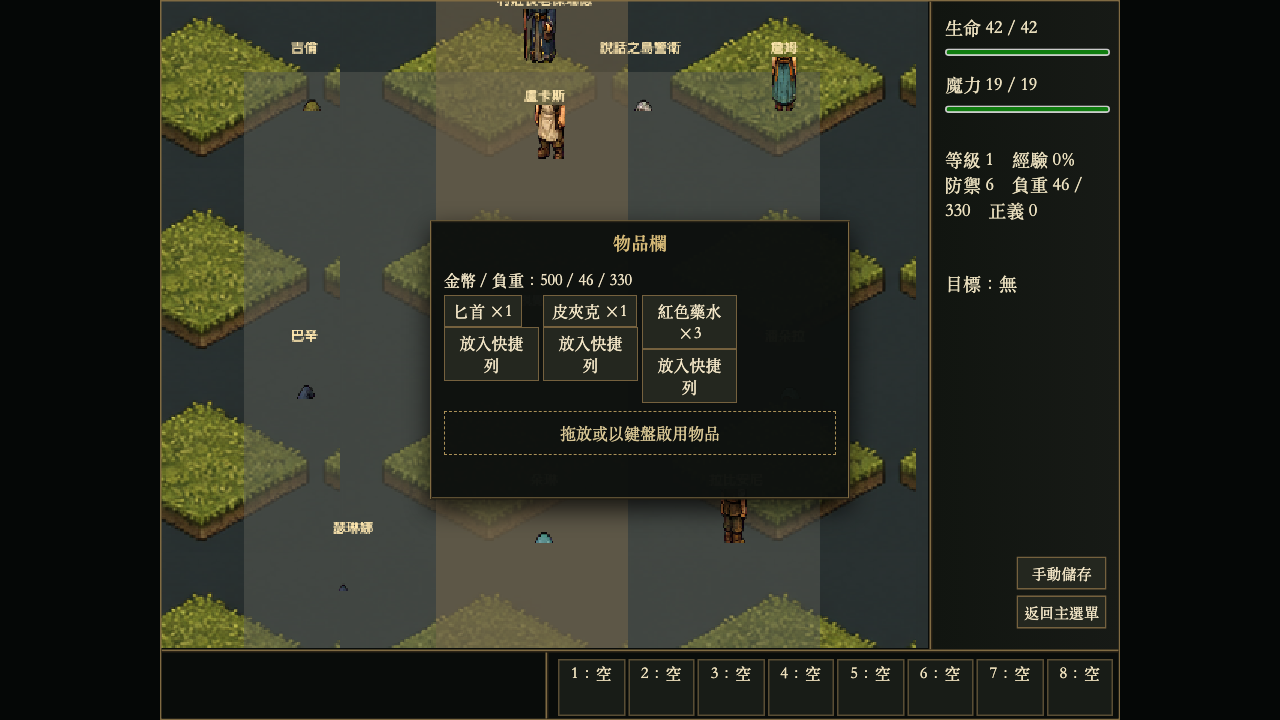 吉倫
說話之島警衛
詹姆
盧卡斯
巴辛
瑟琳娜
物品欄
金幣 / 負重：500 / 46 / 330
匕首 ×1
皮夾克 ×1
紅色藥水
×3
放入快捷
列
放入快捷
列
放入快捷
列
拖放或以鍵盤啟用物品
生命 42 / 42
魔力 19 / 19
等級 1 經驗 0%
防禦 6 負重 46 /
330 正義 0
目標：無
手動儲存
返回主選單
1：空
2：空
3：空
4：空
5：空
6：空
7：空
8：空